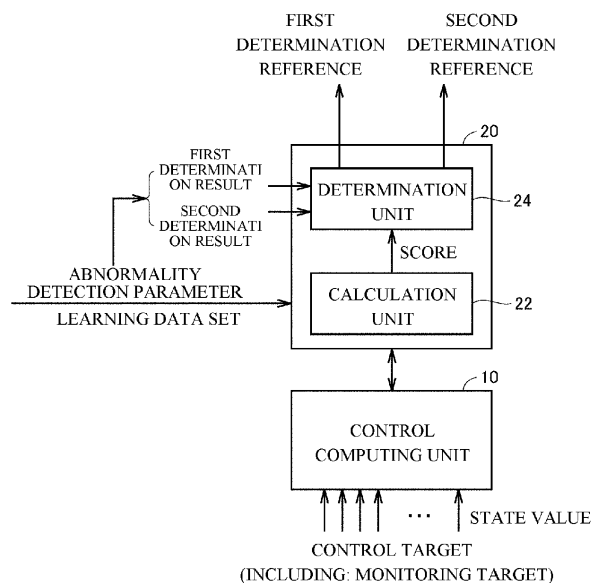 FIRST
DETERMINATION
REFERENCE
SECOND
DETERMINATION
REFERENCE
20
FIRST
DETERMINATI
ON RESULT
SECOND
DETERMINATI
ON RESULT
DETERMINATION
UNIT
24
SCORE
ABNORMALITY
DETECTION PARAMETER
LEARNING DATA SET
CALCULATION
UNIT
22
10
CONTROL
COMPUTING UNIT
...
STATE VALUE
CONTROL TARGET
(INCLUDING: MONITORING TARGET)